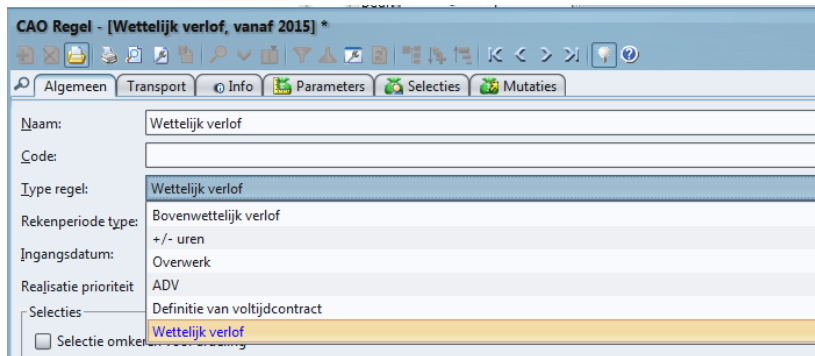 CAO Regel - [Wettelijk verlof, vanaf 2015] *
Algemeen Transport Info Parameters Selecties Mutaties
Naam: Wettelijk verlof
Code:
Type regel: Wettelijk verlof
Rekenperiode type: Bovenwettelijk verlof
+/- uren
Ingangsdatum: Overwerk
Realisatie prioriteit ADV
Selecties Definitie van voltijdcontract
Wettelijk verlof
Selectie